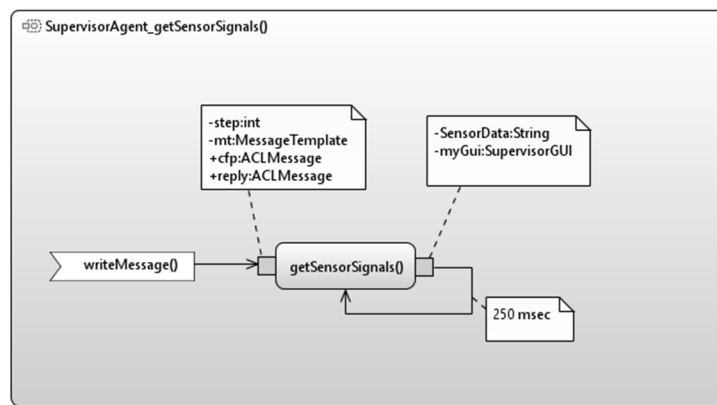 SupervisorAgent_getSensorSignals()
-step:int
-mt:MessageTemplate
+cfp:ACLMessage
+reply:ACLMessage
-SensorData:String
-myGui:SupervisorGUI
writeMessage()
getSensorSignals()
250 msec